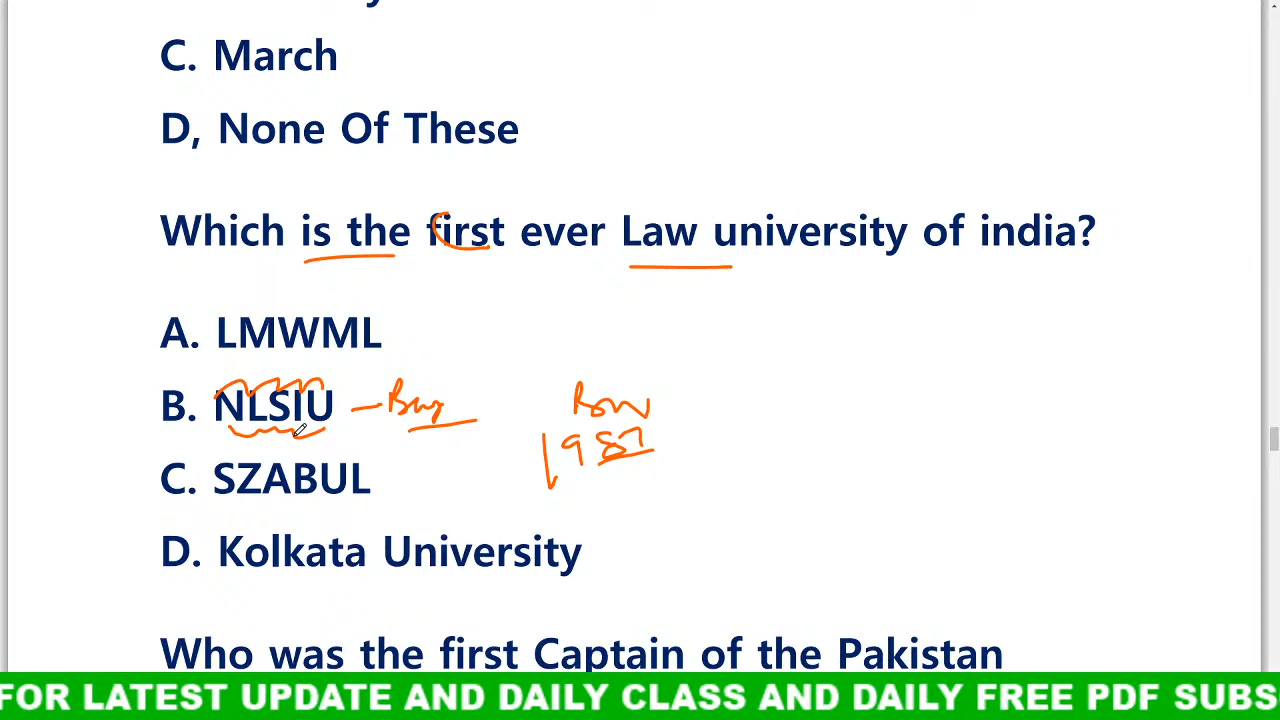 C. March
D, None Of These
Which is the first ever Law university of india?
A. LMWML
B. NLSIU
1987
C. SZABUL
D. Kolkata University
Who was the first Captain of the Pakistan
FOR LATEST UPDATE AND DAILY CLASS AND DAILY FREE PDF SUBS